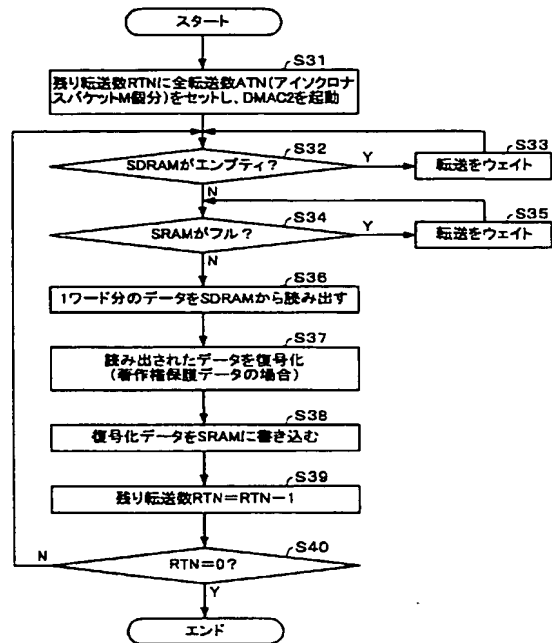 スタート
S31
残り転送数RTNに全転送数ATN(アイソクロナ
スパケットM個分)をセットし、DMAC2を起動
S32
SDRAMがエンプティ?
Y
S33
転送をウェイト
N
S34
SRAMがフル?
Y
S35
転送をウェイト
N
S36
1ワード分のデータをSDRAMから読み出す
S37
読み出されたデータを復号化
(著作権保護データの場合)
S38
復号化データをSRAMに書き込む
S39
残り転送数RTN=RTN-1
S40
N
RTN=0?
Y
エンド